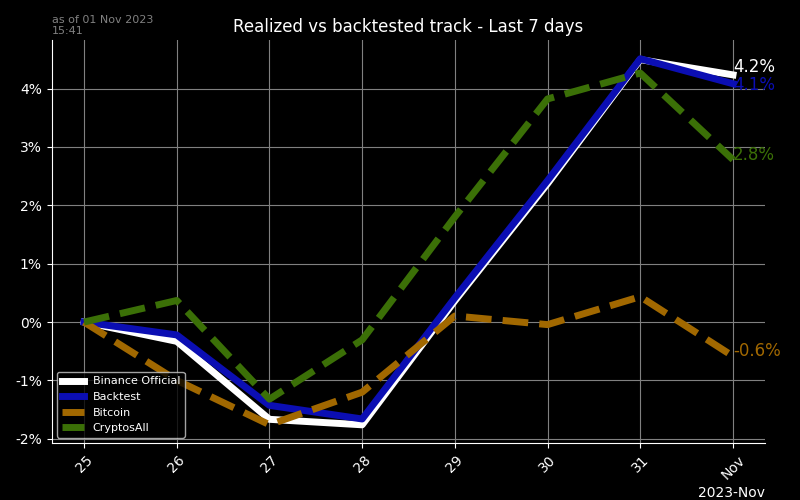 as of 01 Nov 2023
15:41
Realized vs backtested track - Last 7 days
4%
3%
2%
1%
0%
-1%
-2%
4.2%
4.1%
2.8%
-0.6%
Binance Official
Backtest
Bitcoin
CryptosAll
25
26
27
28
29
30
31
Nov
2023-Nov